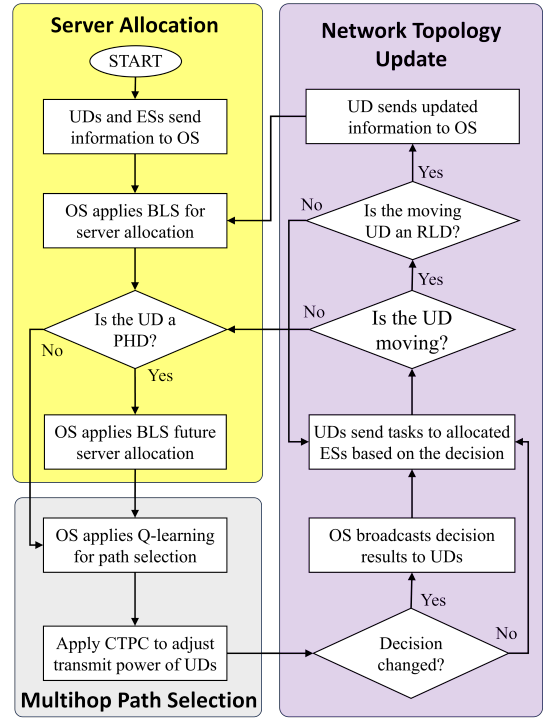 Server Allocation
START
UDs and ESs send
information to OS
OS applies BLS for
server allocation
Is the UD a
PHD?
No
Yes
OS applies BLS future
server allocation
OS applies Q-learning
for path selection
Apply CTPC to adjust
transmit power of UDs
Multihop Path Selection
Network Topology
Update
UD sends updated
information to OS
Yes
No
Is the moving
UD an RLD?
Yes
No
Is the UD
moving?
UDs send tasks to allocated
ESs based on the decision
OS broadcasts decision
results to UDs
Yes
No
Decision
changed?